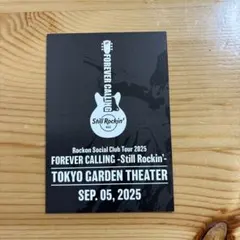 FOREVER CALLING
Still Rockin'
Rockon Social Club Tour 2025
FOREVER CALLING -Still Rockin'-
TOKYO GARDEN THEATER
SEP. 05, 2025